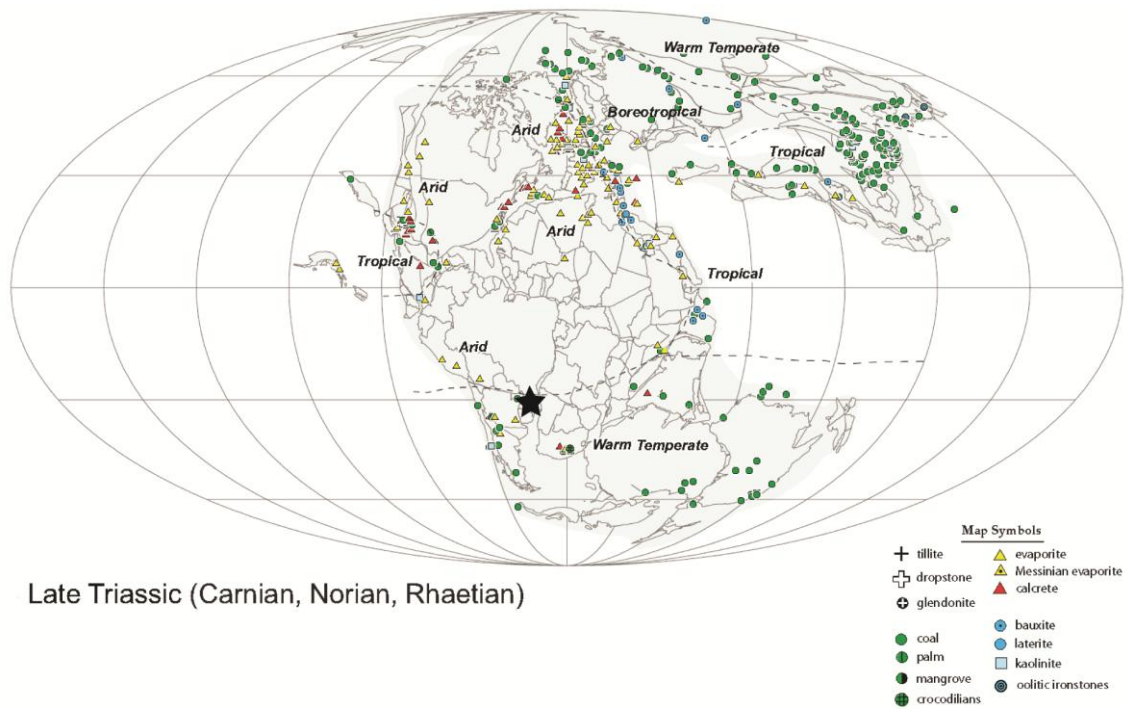 Warm Temperate
Boreotropical
Arid
Tropical
Arid
Arid
Tropical
Tropical
Arid
Warm Temperate
Late Triassic (Carnian, Norian, Rhaetian)
Map Symbols
tillite
dropstone
glendonite
coal
palm
mangrove
crocodilians
evaporite
Messinian evaporite
calcrete
bauxite
laterite
kaolinite
oolitic ironstones